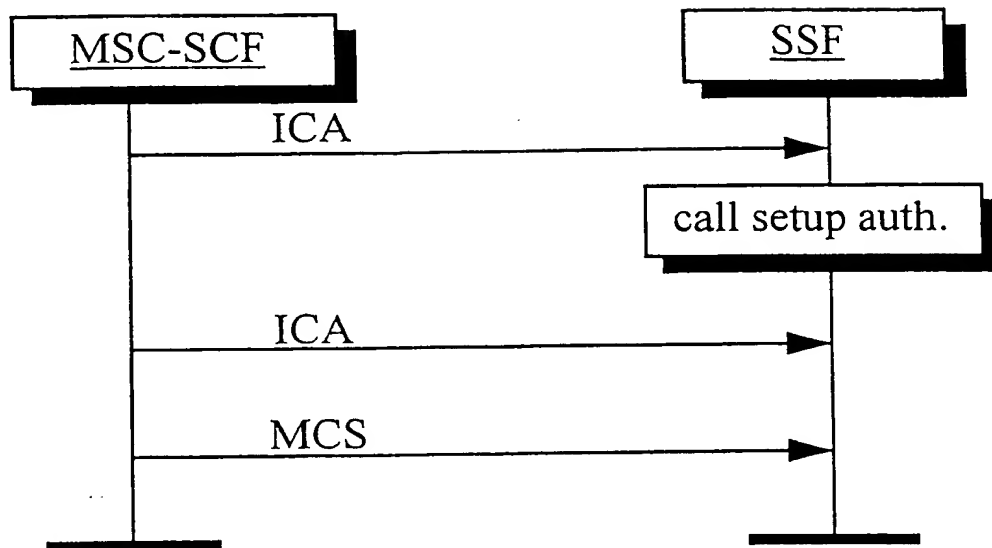 MSC-SCF
SSF
ICA
call setup auth.
ICA
MCS